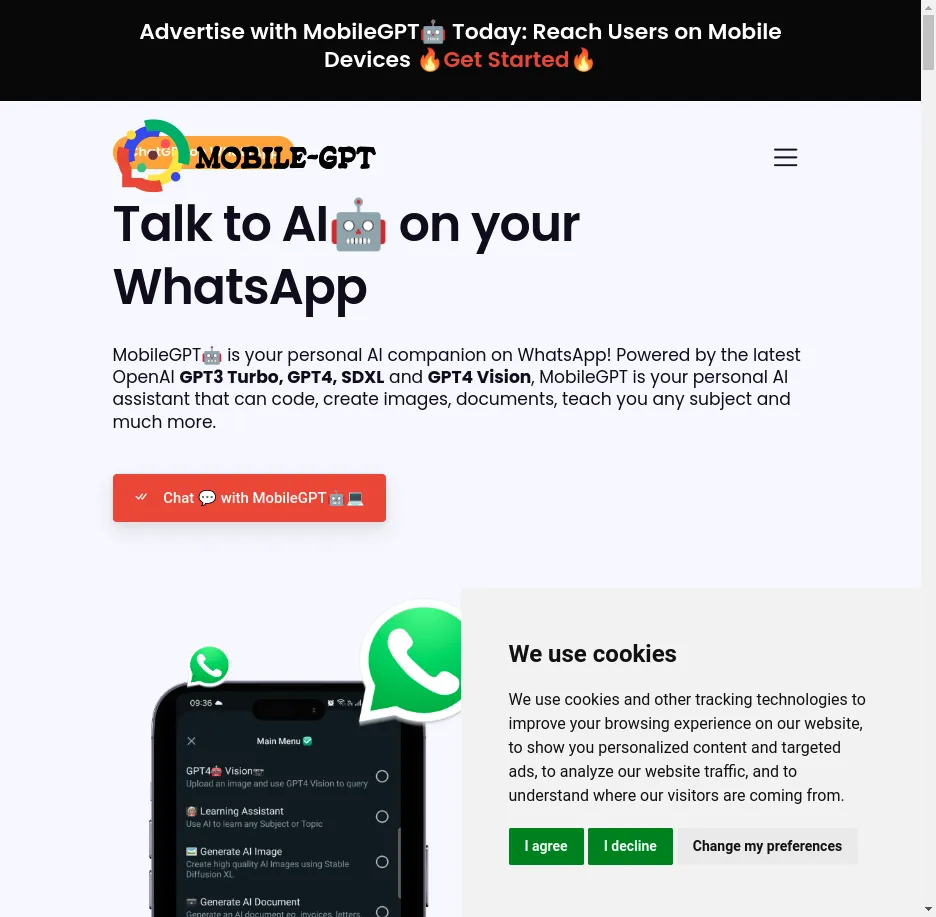 Advertise with MobileGPT🤖 Today: Reach Users on Mobile
Devices 🔥Get Started🔥
MOBILE-GPT
Talk to AI🤖 on your
WhatsApp
MobileGPT🤖 is your personal AI companion on WhatsApp! Powered by the latest
OpenAI GPT3 Turbo, GPT4, SDXL and GPT4 Vision, MobileGPT is your personal AI
assistant that can code, create images, documents, teach you any subject and
much more.
Chat 💬 with MobileGPT🤖💻
09:36
Main Menu ✅
GPT4🤖 Vision
Upload an image and use GPT4 Vision to query
Learning Assistant
Use AI to learn any Subject or Topic
Generate AI Image
Create high quality AI Images using Stable
Diffusion XL
Generate AI Document
Generate an AI document eg. invoices, letters
We use cookies
We use cookies and other tracking technologies to
improve your browsing experience on our website,
to show you personalized content and targeted
ads, to analyze our website traffic, and to
understand where our visitors are coming from.
I agree
I decline
Change my preferences